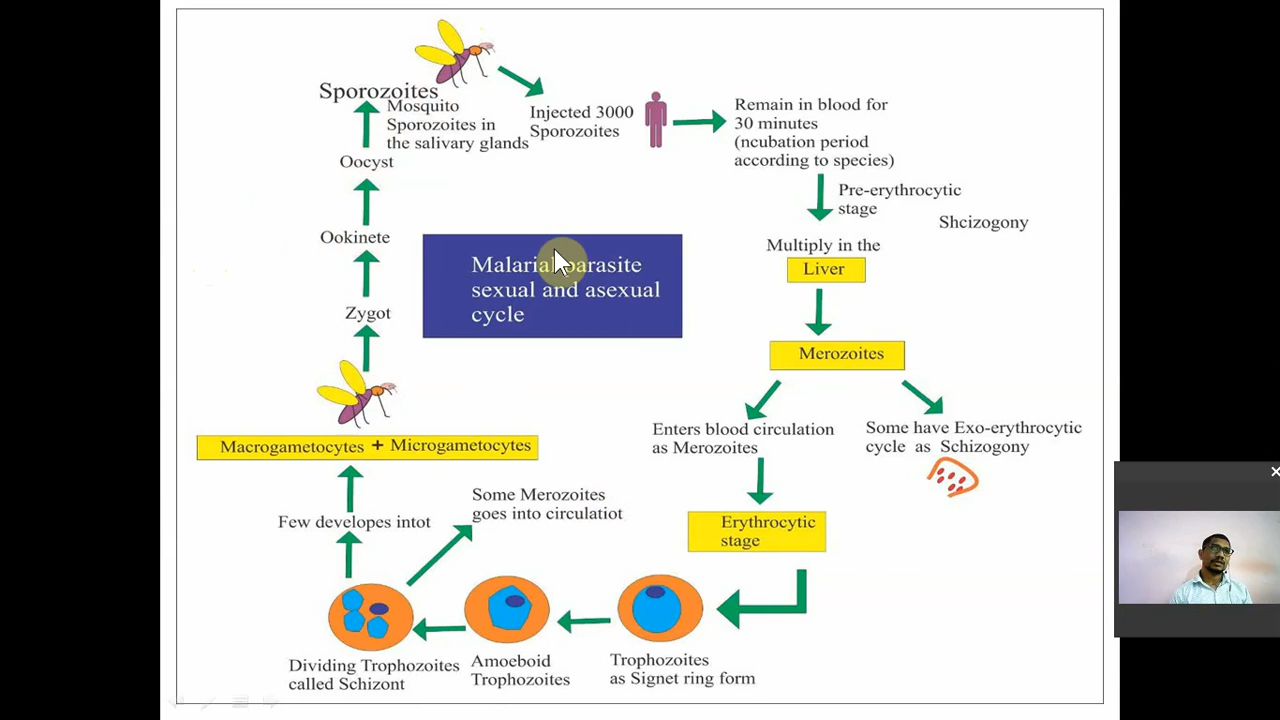 Sporozoites
Mosquito
Sporozoites in
the salivary glands
Injected 3000
Sporozoites
Remain in blood for
30 minutes
(ncubation period
according to species)
Pre-erythrocytic
stage
Shcizogony
Multiply in the
Liver
Merozoites
Enters blood circulation
as Merozoites
Some have Exo-erythrocytic
cycle as Schizogony
Erythrocytic
stage
Trophozoites
as Signet ring form
Amoeboid
Trophozoites
Dividing Trophozoites
called Schizont
Some Merozoites
goes into circulatiot
Few developes intot
Macrogametocytes + Microgametocytes
Zygot
Ookinete
Oocyst
Malarial parasite
sexual and asexual
cycle